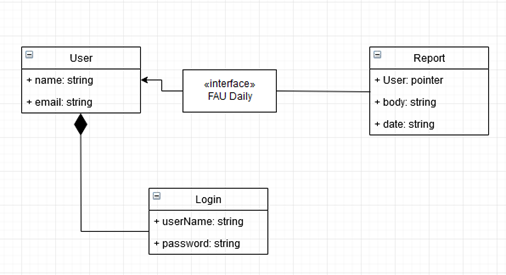 User
+ name: string
+ email: string
«interface»
FAU Daily
Report
+ User: pointer
+ body: string
+ date: string
Login
+ userName: string
+ password: string